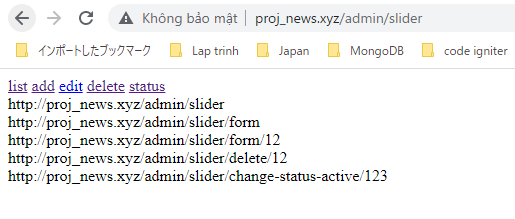 Không bảo mật | proj_news.xyz/admin/slider
インポートしたブックマーク Lap trinh Japan MongoDB code igniter
list add edit delete status
http://proj_news.xyz/admin/slider
http://proj_news.xyz/admin/slider/form
http://proj_news.xyz/admin/slider/form/12
http://proj_news.xyz/admin/slider/delete/12
http://proj_news.xyz/admin/slider/change-status-active/123